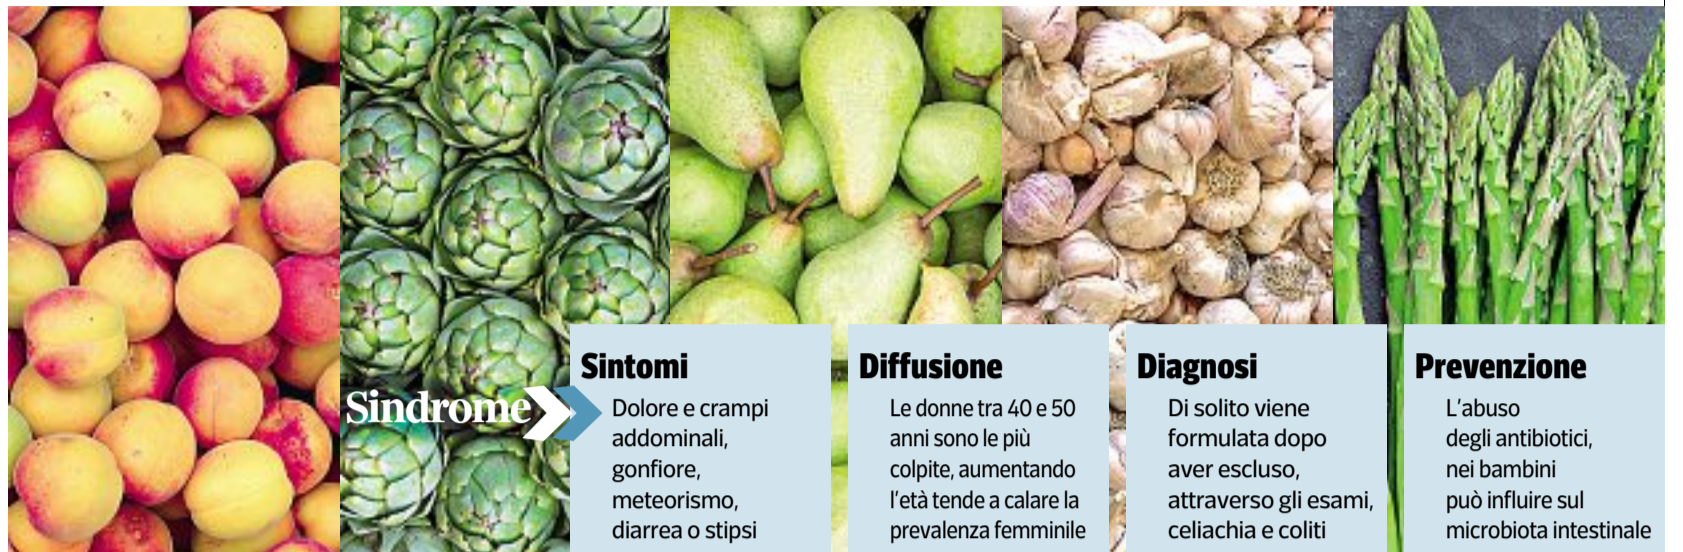 Sindrome
Sintomi
Dolore e crampi
addominali,
gonfiore,
meteorismo,
diarrea o stipsi
Diffusione
Le donne tra 40 e 50
anni sono le più
colpite, aumentando
l'età tende a calare la
prevalenza femminile
Diagnosi
Di solito viene
formulata dopo
aver escluso,
attraverso gli esami,
celiachia e coliti
Prevenzione
L'abuso
degli antibiotici,
nei bambini
può influire sul
microbiota intestinale